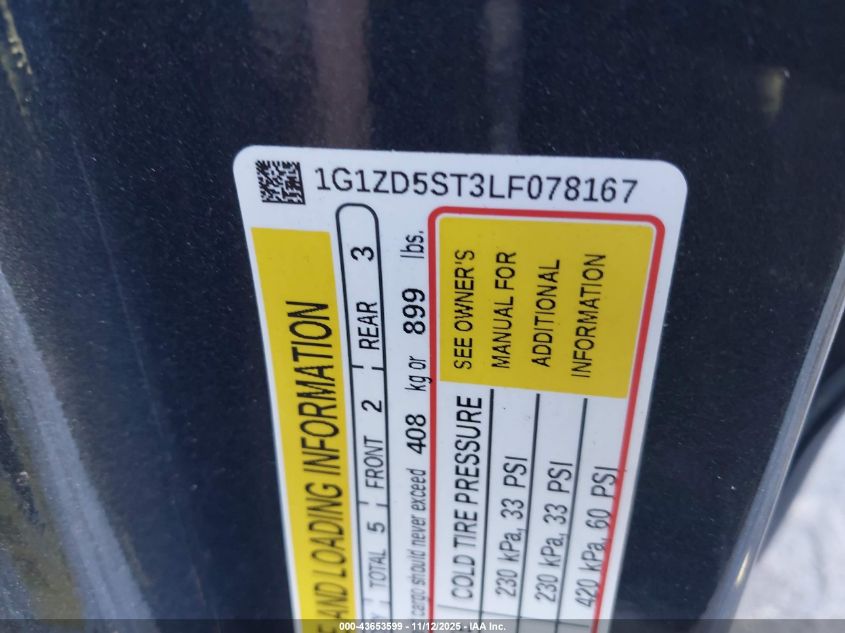 1G1ZD5ST3LF078167
AND LOADING INFORMATION
TOTAL 5 FRONT 2 REAR 3
cargo should never exceed 408 kg or 899 lbs.
COLD TIRE PRESSURE
230 kPa, 33 PSI
230 kPa, 33 PSI
420 kPa, 60 PSI
SEE OWNER'S
MANUAL FOR
ADDITIONAL
INFORMATION
000-43653599 - 11/12/2025 - IAA Inc.